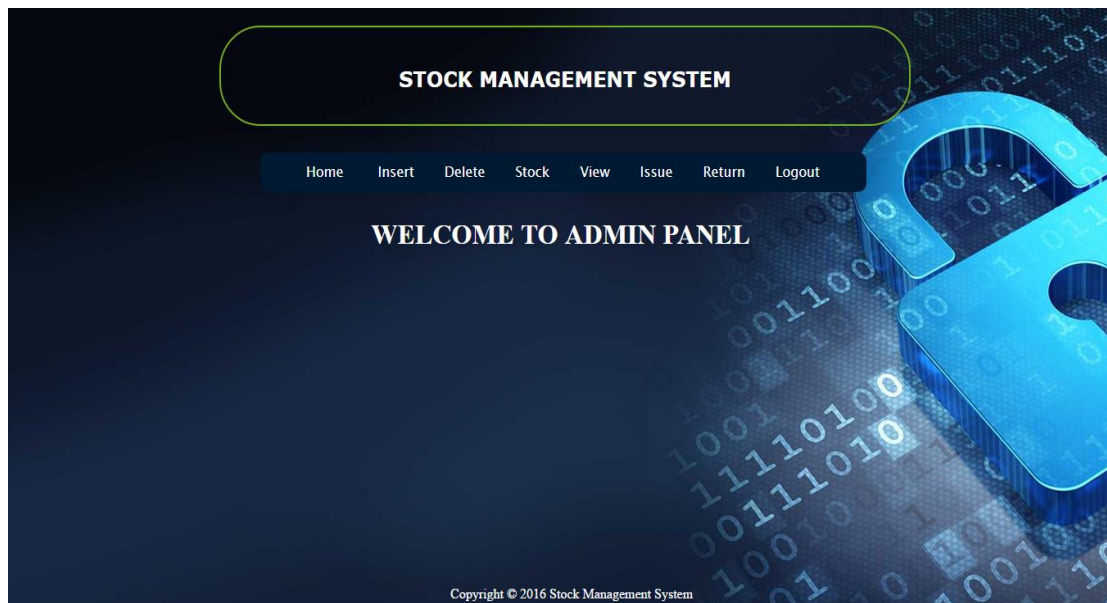 STOCK MANAGEMENT SYSTEM
Home Insert Delete Stock View Issue Return Logout
WELCOME TO ADMIN PANEL
Copyright © 2016 Stock Management System